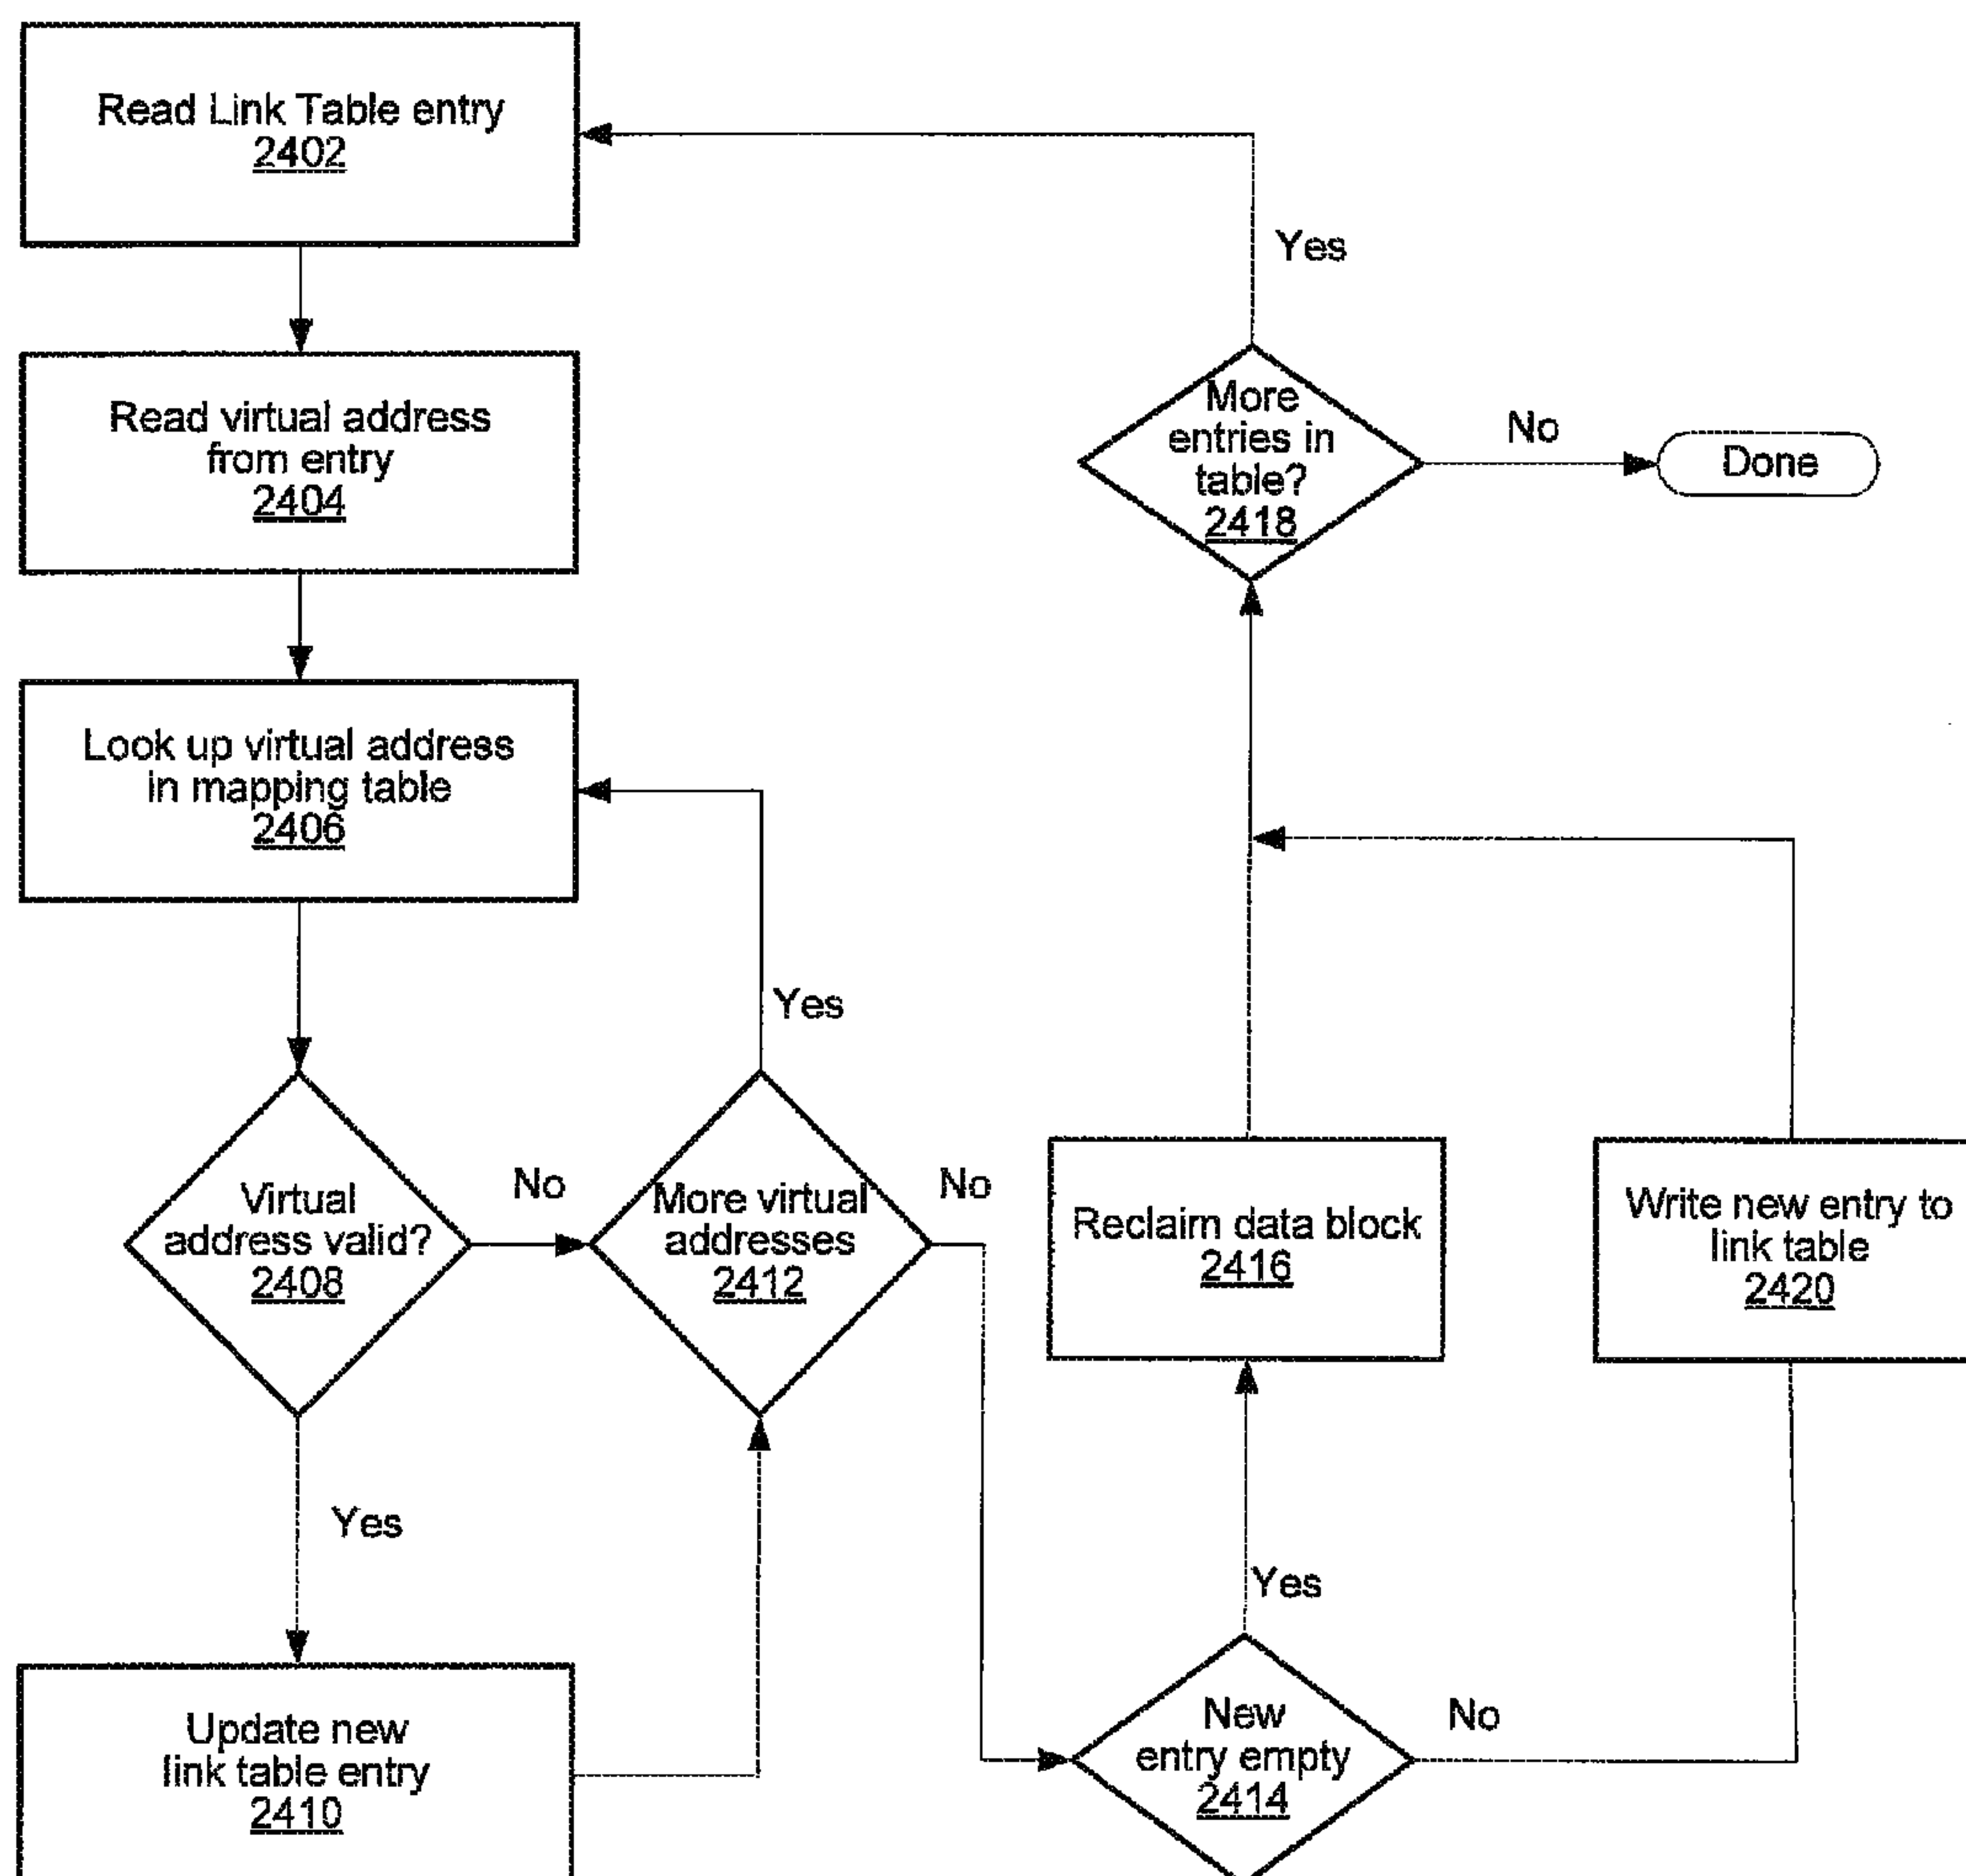 Read Link Table entry
2402
Read virtual address
from entry
2404
Look up virtual address
in mapping table
2406
Virtual
address valid?
2408
No
Yes
Update new
link table entry
2410
More virtual
addresses
2412
Yes
No
New
entry empty
2414
Yes
No
Reclaim data block
2416
Write new entry to
link table
2420
More
entries in
table?
2418
Yes
No
Done